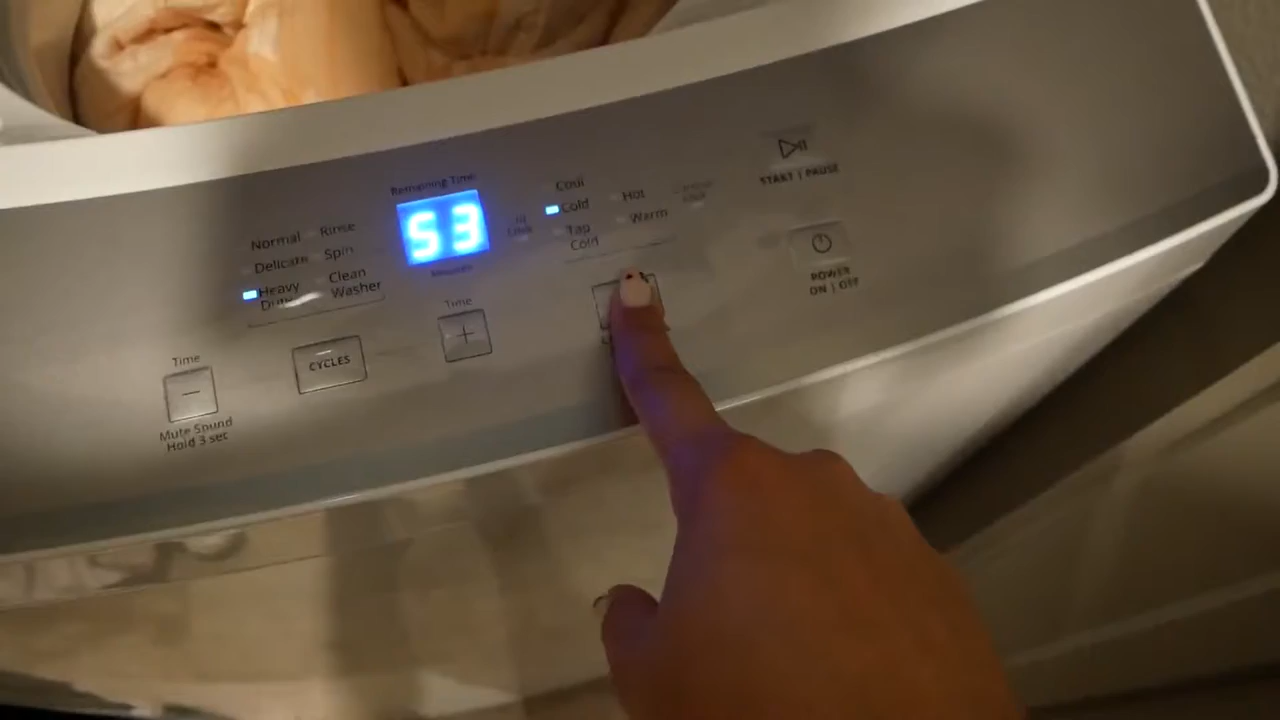 Remaining Time
53
Normal
Rinse
Delicate
Spin
Heavy
Clean
Washer
Cool
Cold
Tap
Cold
Hot
Warm
START | PAUSE
POWER
ON | OFF
Time
+
CYCLES
Time
−
Mute Sound
Hold 3 sec